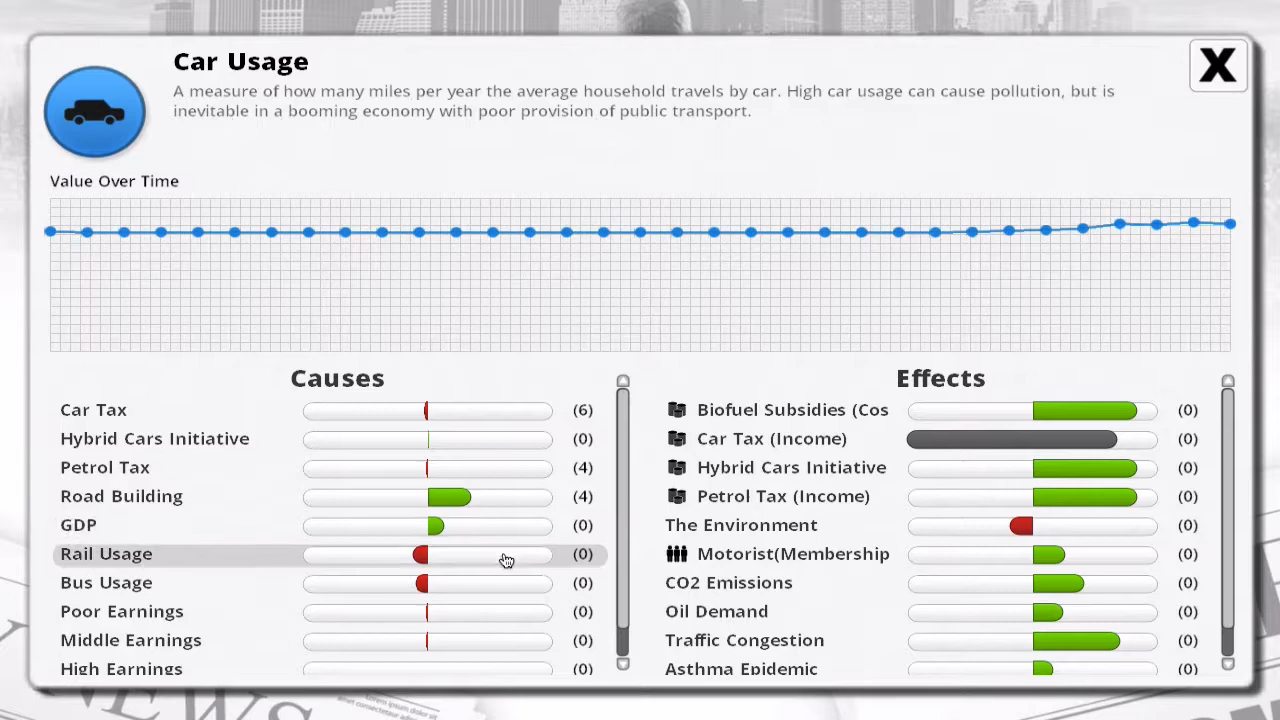 Car Usage
X
A measure of how many miles per year the average household travels by car. High car usage can cause pollution, but is
inevitable in a booming economy with poor provision of public transport.
Value Over Time
Causes
Effects
Car Tax (6)
Biofuel Subsidies (Cos (0)
Hybrid Cars Initiative (0)
Car Tax (Income) (0)
Petrol Tax (4)
Hybrid Cars Initiative (0)
Road Building (4)
Petrol Tax (Income) (0)
GDP (0)
The Environment (0)
Rail Usage (0)
Motorist(Membership (0)
Bus Usage (0)
CO2 Emissions (0)
Poor Earnings (0)
Oil Demand (0)
Middle Earnings (0)
Traffic Congestion (0)
High Earnings (0)
Asthma Epidemic (0)
NEWS